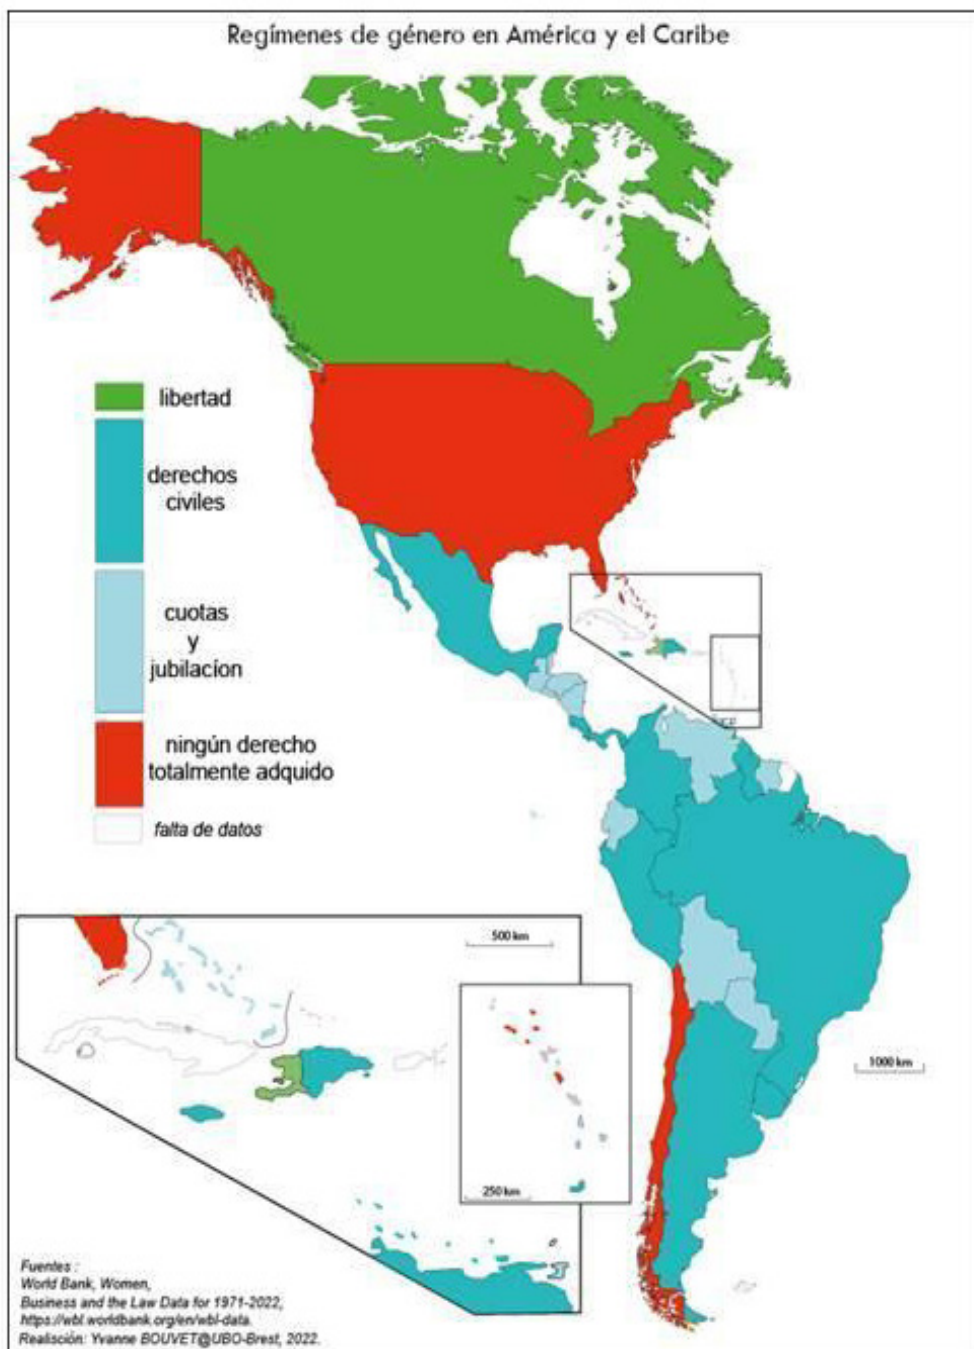 Regímenes de género en América y el Caribe
libertad
derechos
civiles
cuotas
y
jubilacíon
ningún derecho
totalmente adquido
falta de datos
500 km
1000 km
250 km
Fuentes :
World Bank, Women,
Business and the Law Data for 1971-2022,
https://wbl.worldbank.org/en/wbl-data.
Realisción: Yvanne BOUVET@UBO-Brest, 2022.